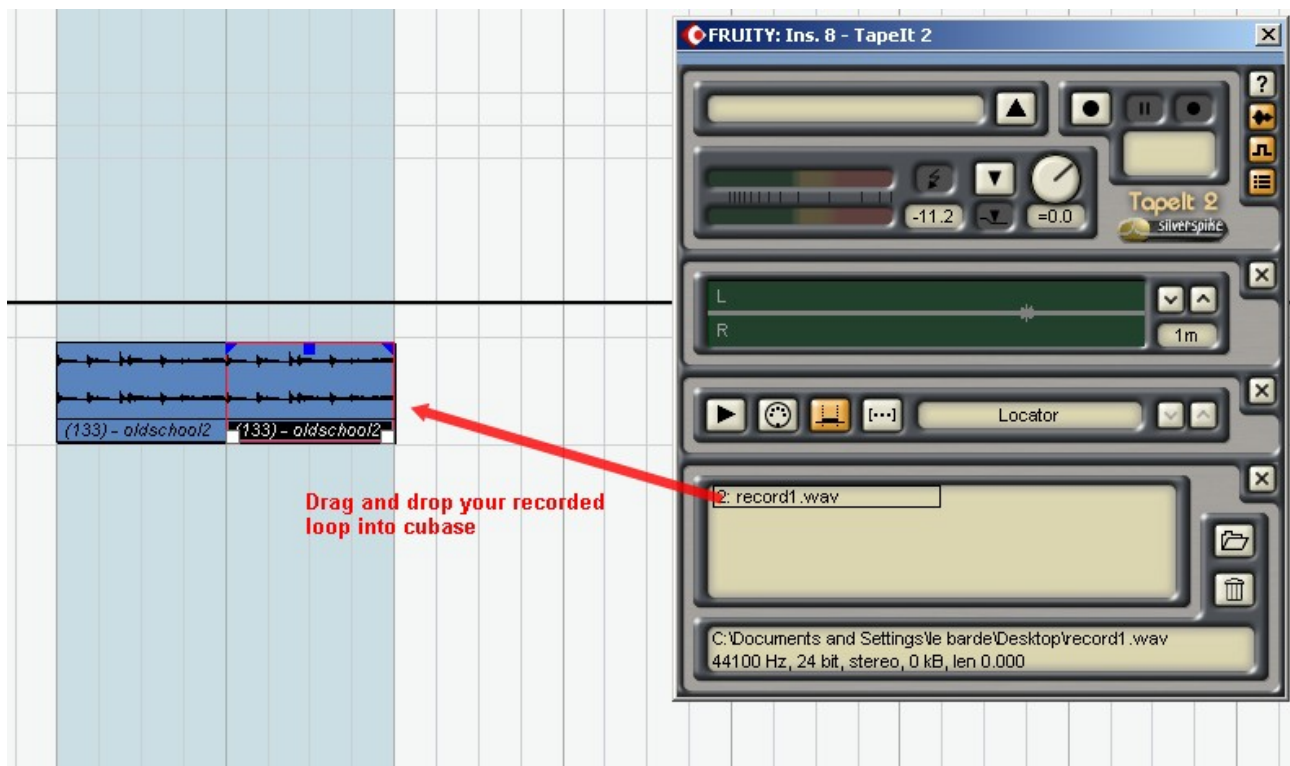 FRUITY: Ins. 8 - TapeIt 2
?
-11.2
=0.0
TapeIt 2
silverspike
L
R
1m
Locator
(133) - oldschool2
(133) - oldschool2
2: record1.wav
Drag and drop your recorded
loop into cubase
C:\Documents and Settings\le barde\Desktop\record1.wav
44100 Hz, 24 bit, stereo, 0 kB, len 0.000